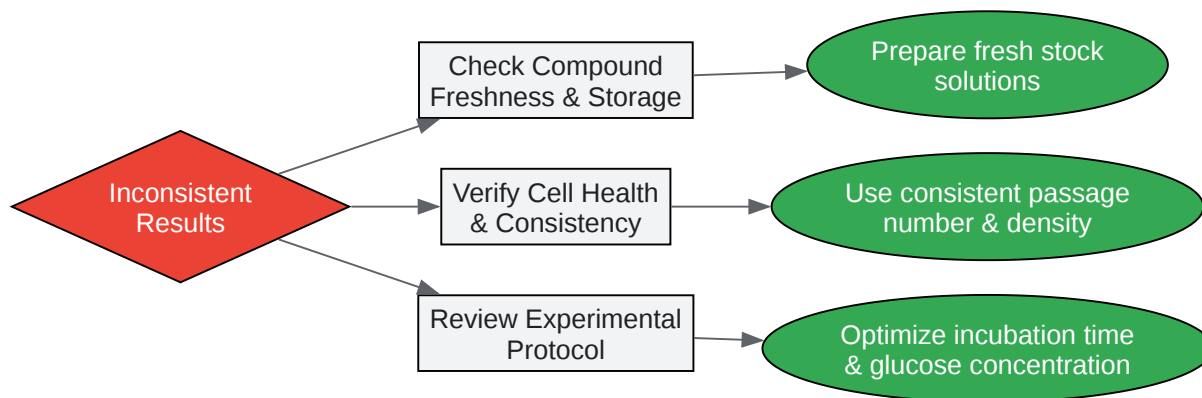 Inconsistent
Results
Check Compound
Freshness & Storage
Prepare fresh stock
solutions
Verify Cell Health
& Consistency
Use consistent passage
number & density
Review Experimental
Protocol
Optimize incubation time
& glucose concentration